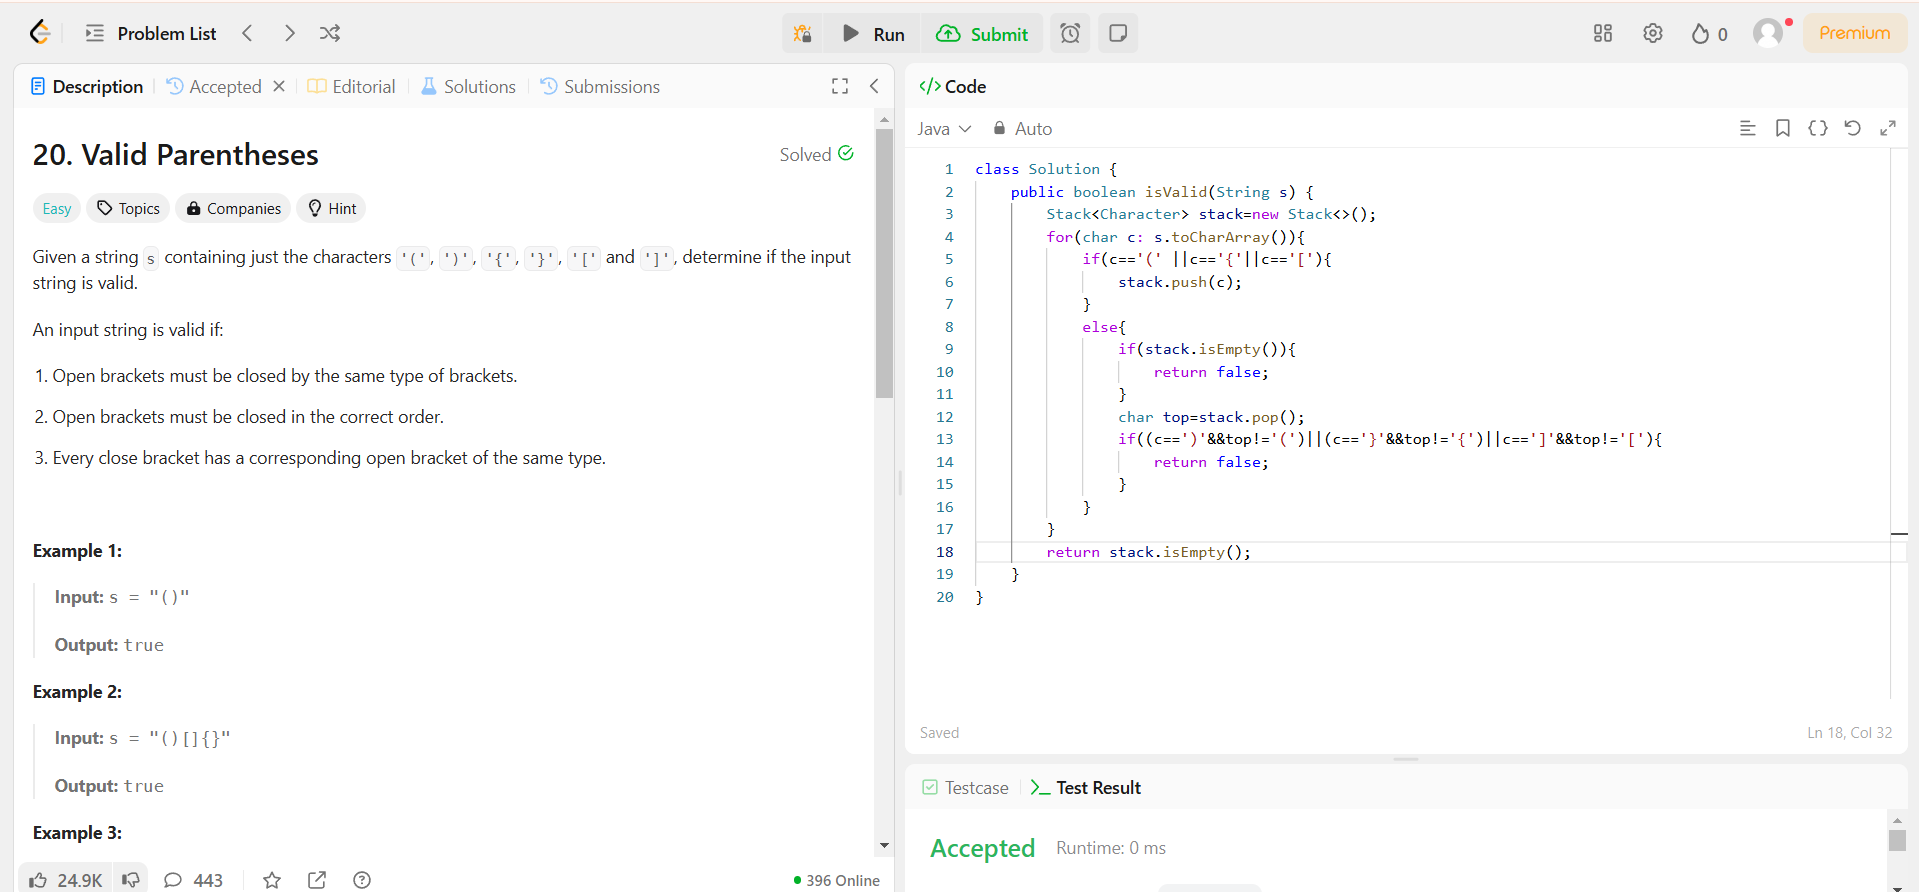 Problem List
Run
Submit
0
Premium
Description
Accepted
Editorial
Solutions
Submissions
20. Valid Parentheses
Solved
Easy
Topics
Companies
Hint
Given a string s containing just the characters '(', ')', '{', '}', '[' and ']', determine if the input
string is valid.
An input string is valid if:
1. Open brackets must be closed by the same type of brackets.
2. Open brackets must be closed in the correct order.
3. Every close bracket has a corresponding open bracket of the same type.
Example 1:
Input: s = "()"
Output: true
Example 2:
Input: s = "()[]{}"
Output: true
Example 3:
24.9K
443
396 Online
</> Code
Java
Auto
1 class Solution {
2     public boolean isValid(String s) {
3         Stack<Character> stack=new Stack<>();
4         for(char c: s.toCharArray()){
5             if(c=='(' ||c=='{'||c=='['){
6                 stack.push(c);
7             }
8             else{
9                 if(stack.isEmpty()){
10                     return false;
11                 }
12                 char top=stack.pop();
13                 if((c==')'&&top!='(')||(c=='}'&&top!='{')||c==']'&&top!='['){
14                     return false;
15                 }
16             }
17         }
18         return stack.isEmpty();
19     }
20 }
Saved
Ln 18, Col 32
Testcase
Test Result
Accepted
Runtime: 0 ms